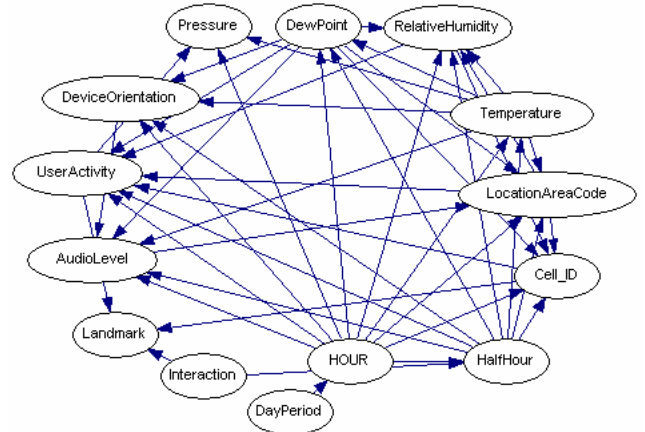 Pressure
DewPoint
RelativeHumidity
DeviceOrientation
Temperature
UserActivity
LocationAreaCode
AudioLevel
Cell_ID
Landmark
HOUR
HalfHour
Interaction
DayPeriod